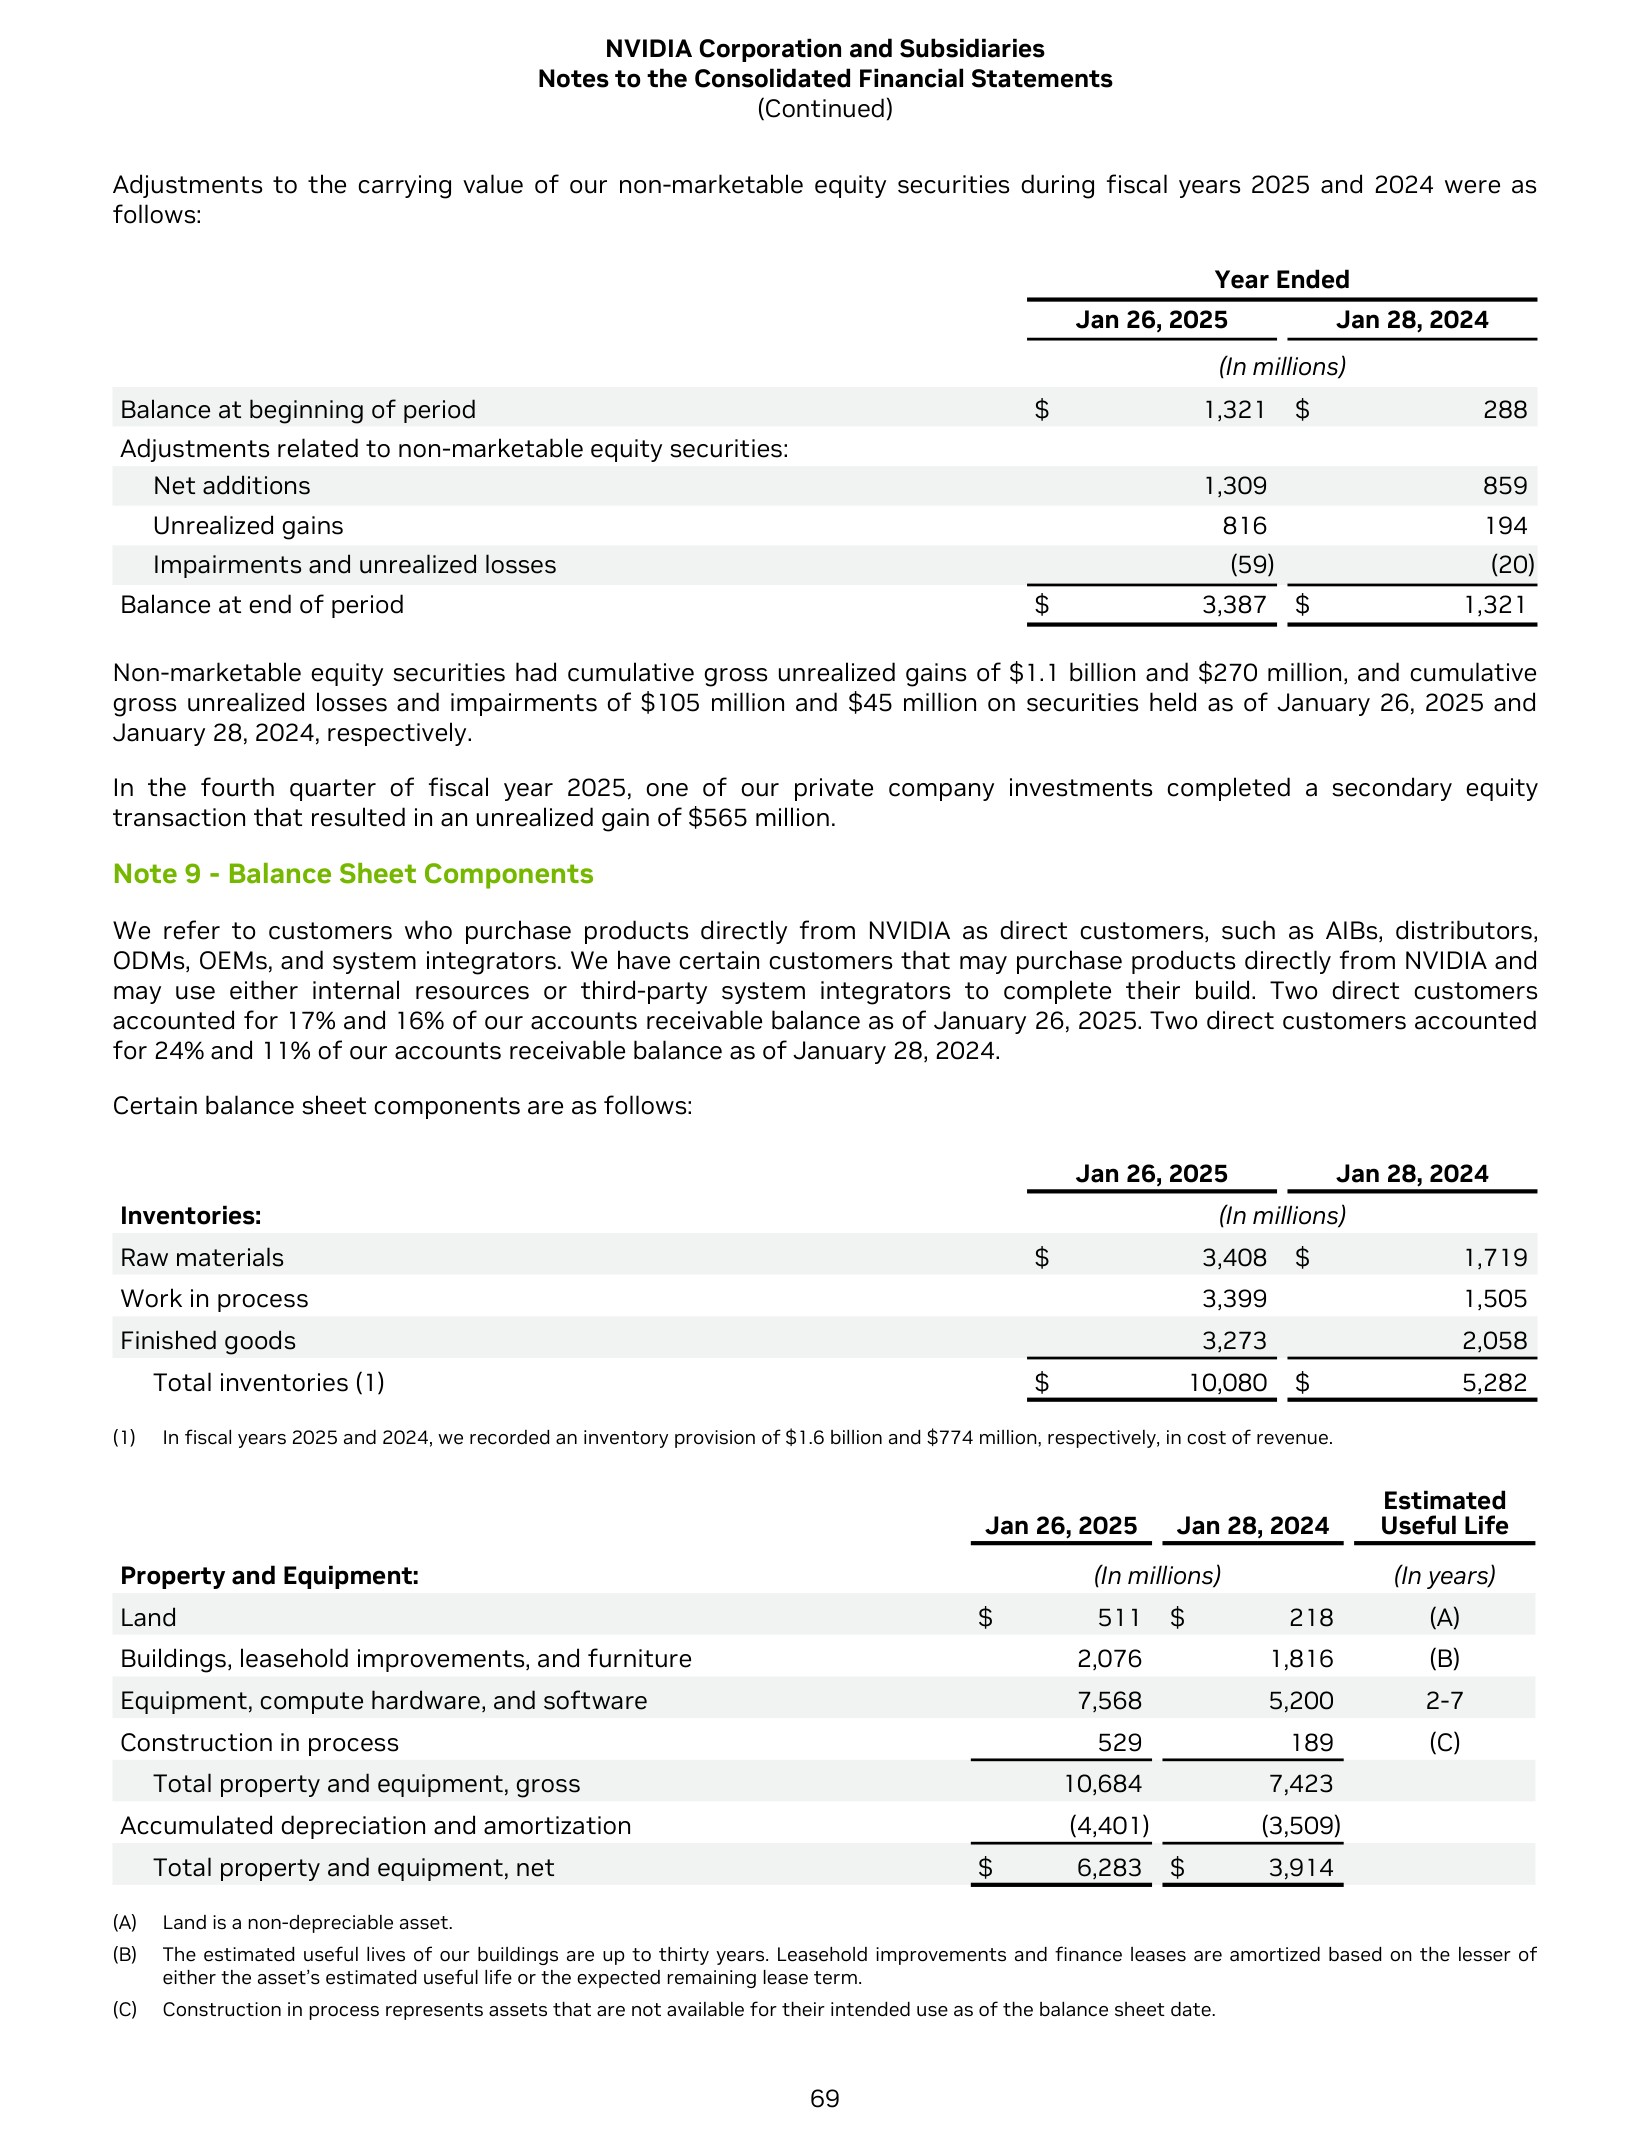 NVIDIA Corporation and Subsidiaries
Notes to the Consolidated Financial Statements
(Continued)
Adjustments to the carrying value of our non-marketable equity securities during fiscal years 2025 and 2024 were as
follows:
Year Ended
Jan 26, 2025 Jan 28, 2024
(In millions)
Balance at beginning of period $ 1,321 $ 288
Adjustments related to non-marketable equity securities:
Net additions 1,309 859
Unrealized gains 816 194
Impairments and unrealized losses (59) (20)
Balance at end of period $ 3,387 $ 1,321
Non-marketable equity securities had cumulative gross unrealized gains of $1.1 billion and $270 million, and cumulative
gross unrealized losses and impairments of $105 million and $45 million on securities held as of January 26, 2025 and
January 28, 2024, respectively.
In the fourth quarter of fiscal year 2025, one of our private company investments completed a secondary equity
transaction that resulted in an unrealized gain of $565 million.
Note 9 - Balance Sheet Components
We refer to customers who purchase products directly from NVIDIA as direct customers, such as AIBs, distributors,
ODMs, OEMs, and system integrators. We have certain customers that may purchase products directly from NVIDIA and
may use either internal resources or third-party system integrators to complete their build. Two direct customers
accounted for 17% and 16% of our accounts receivable balance as of January 26, 2025. Two direct customers accounted
for 24% and 11% of our accounts receivable balance as of January 28, 2024.
Certain balance sheet components are as follows:
Jan 26, 2025 Jan 28, 2024
Inventories: (In millions)
Raw materials $ 3,408 $ 1,719
Work in process 3,399 1,505
Finished goods 3,273 2,058
Total inventories (1) $ 10,080 $ 5,282
(1) In fiscal years 2025 and 2024, we recorded an inventory provision of $1.6 billion and $774 million, respectively, in cost of revenue.
Estimated
Jan 26, 2025 Jan 28, 2024 Useful Life
Property and Equipment: (In millions) (In years)
Land $ 511 $ 218 (A)
Buildings, leasehold improvements, and furniture 2,076 1,816 (B)
Equipment, compute hardware, and software 7,568 5,200 2-7
Construction in process 529 189 (C)
Total property and equipment, gross 10,684 7,423
Accumulated depreciation and amortization (4,401) (3,509)
Total property and equipment, net $ 6,283 $ 3,914
(A) Land is a non-depreciable asset.
(B) The estimated useful lives of our buildings are up to thirty years. Leasehold improvements and finance leases are amortized based on the lesser of
either the asset's estimated useful life or the expected remaining lease term.
(C) Construction in process represents assets that are not available for their intended use as of the balance sheet date.
69